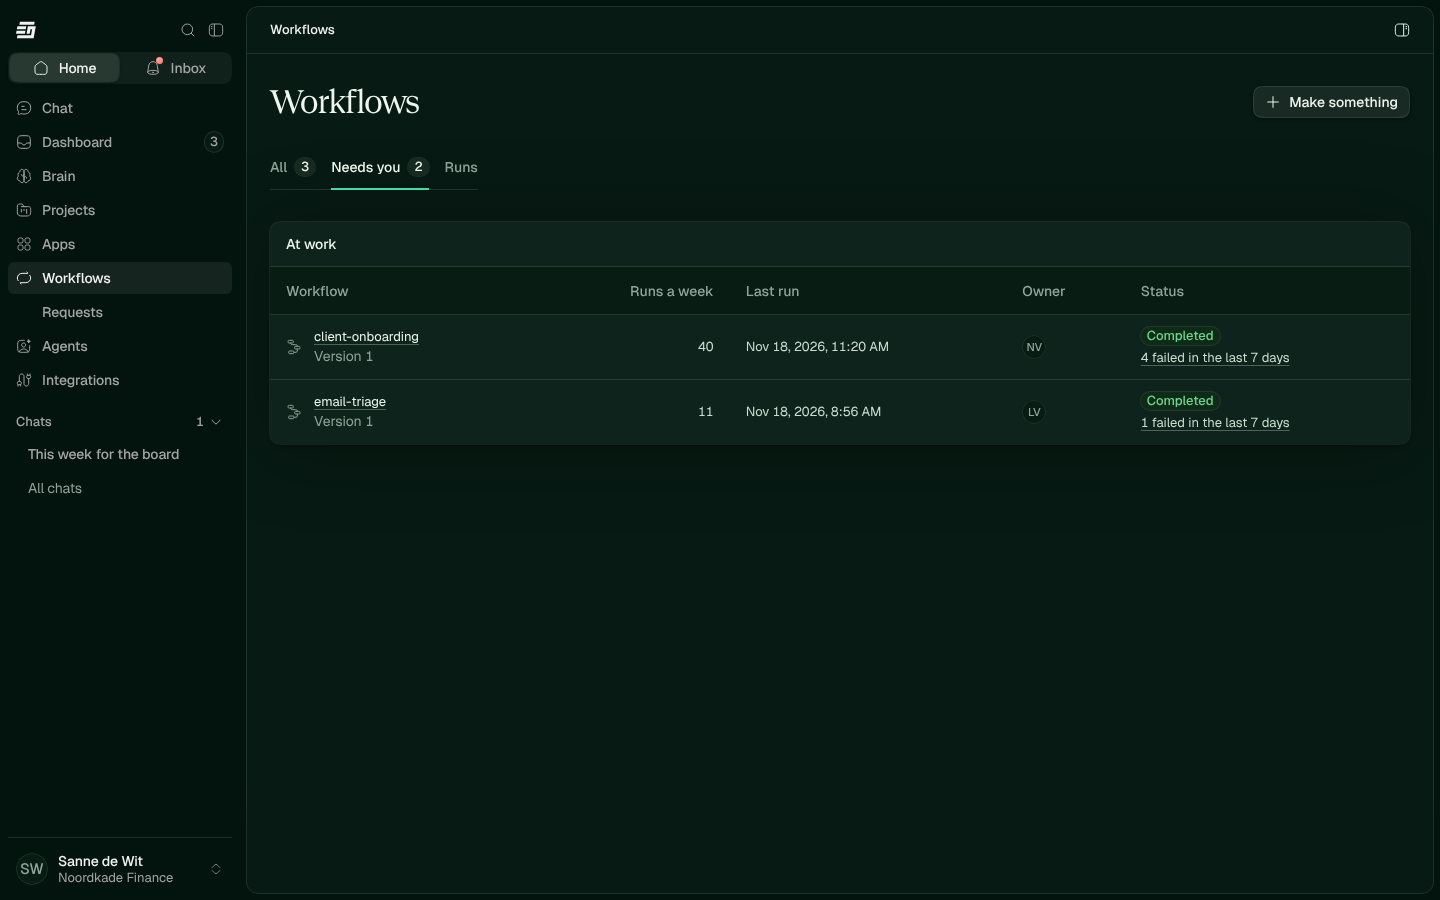 Home
Inbox
Chat
Dashboard 3
Brain
Projects
Apps
Workflows
Requests
Agents
Integrations
Chats 1
This week for the board
All chats
SW
Sanne de Wit
Noordkade Finance
Workflows
Workflows
Make something
All 3 Needs you 2 Runs
At work
Workflow Runs a week Last run Owner Status
client-onboarding
Version 1
40 Nov 18, 2026, 11:20 AM NV
Completed
4 failed in the last 7 days
email-triage
Version 1
11 Nov 18, 2026, 8:56 AM LV
Completed
1 failed in the last 7 days